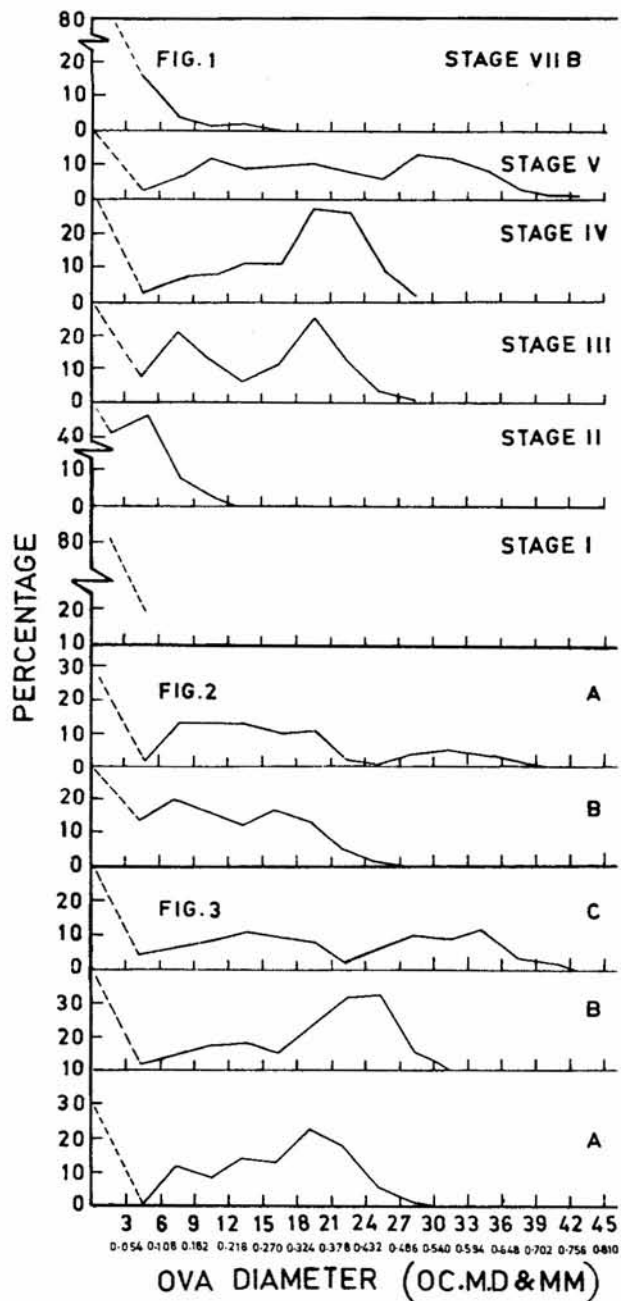 80
FIG. 1 STAGE VII B
20
10
0
STAGE V
10
0
STAGE IV
20
10
0
STAGE III
20
10
0
STAGE II
40
10
0
STAGE I
80
20
10
PERCENTAGE
30
FIG. 2 A
20
10
0
B
20
10
0
FIG. 3 C
20
10
0
B
30
20
10
A
30
20
10
0
3 6 9 12 15 18 21 24 27 30 33 36 39 42 45
0·054 0·108 0·162 0·216 0·270 0·324 0·378 0·432 0·486 0·540 0·594 0·648 0·702 0·756 0·810
OVA DIAMETER (OC.M.D & MM)